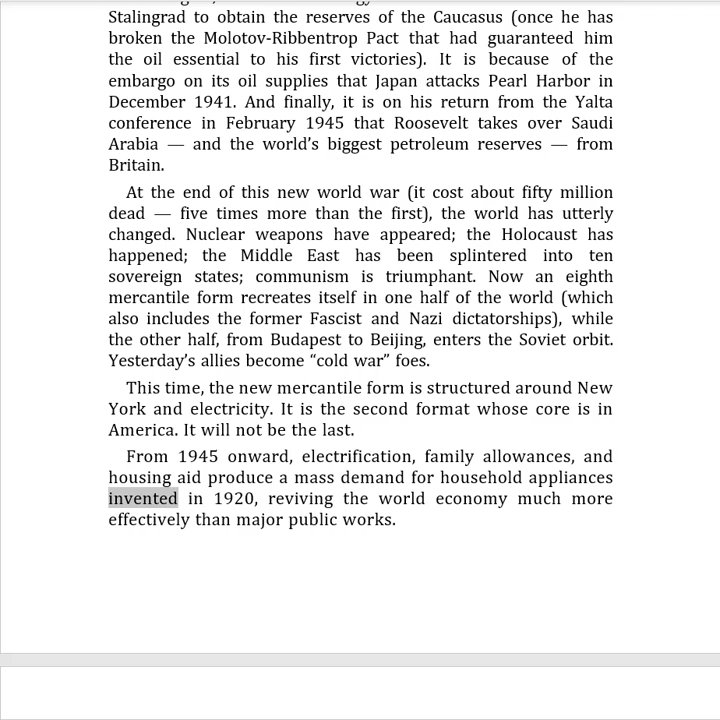 Stalingrad to obtain the reserves of the Caucasus (once he has
broken the Molotov-Ribbentrop Pact that had guaranteed him
the oil essential to his first victories). It is because of the
embargo on its oil supplies that Japan attacks Pearl Harbor in
December 1941. And finally, it is on his return from the Yalta
conference in February 1945 that Roosevelt takes over Saudi
Arabia — and the world’s biggest petroleum reserves — from
Britain.
At the end of this new world war (it cost about fifty million
dead — five times more than the first), the world has utterly
changed. Nuclear weapons have appeared; the Holocaust has
happened; the Middle East has been splintered into ten
sovereign states; communism is triumphant. Now an eighth
mercantile form recreates itself in one half of the world (which
also includes the former Fascist and Nazi dictatorships), while
the other half, from Budapest to Beijing, enters the Soviet orbit.
Yesterday’s allies become “cold war” foes.
This time, the new mercantile form is structured around New
York and electricity. It is the second format whose core is in
America. It will not be the last.
From 1945 onward, electrification, family allowances, and
housing aid produce a mass demand for household appliances
invented in 1920, reviving the world economy much more
effectively than major public works.